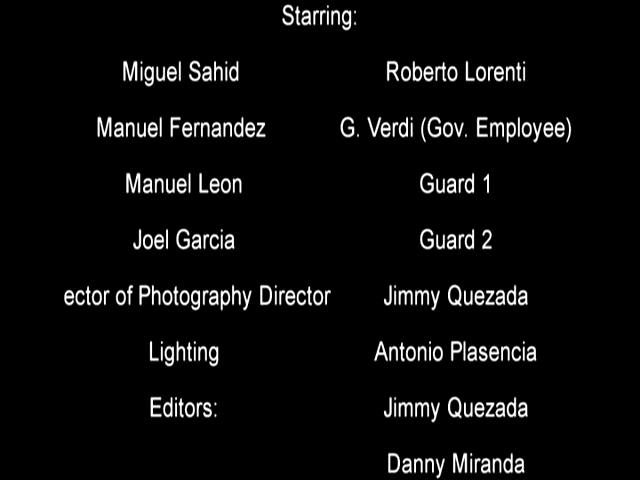 Starring:
Miguel Sahid Roberto Lorenti
Manuel Fernandez G. Verdi (Gov. Employee)
Manuel Leon Guard 1
Joel Garcia Guard 2
ector of Photography Director Jimmy Quezada
Lighting Antonio Plasencia
Editors: Jimmy Quezada
Danny Miranda